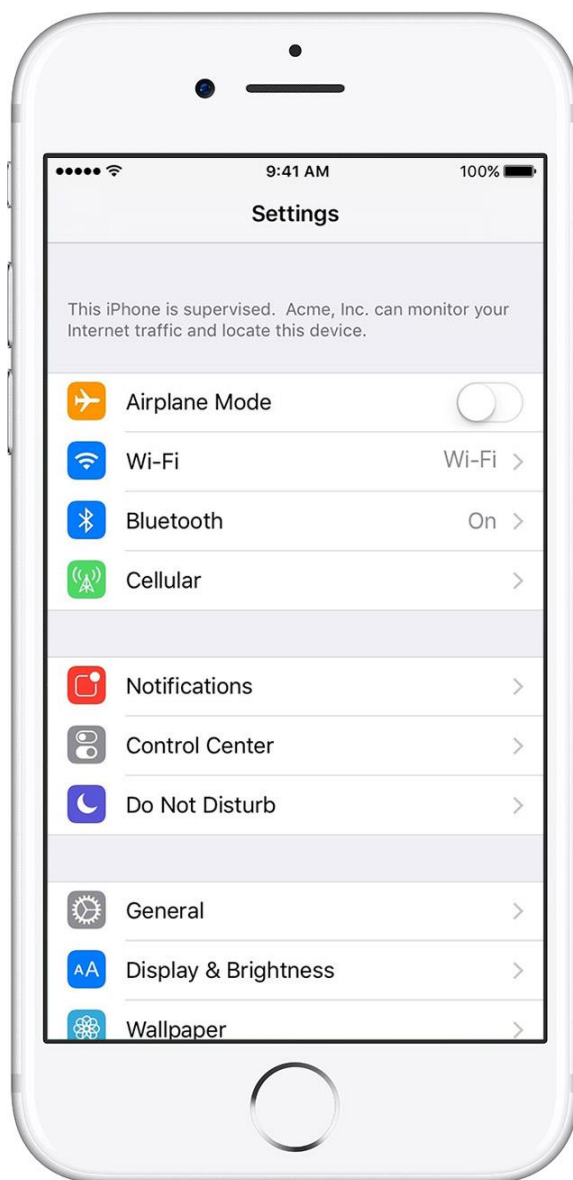 9:41 AM 100%
Settings
This iPhone is supervised. Acme, Inc. can monitor your
Internet traffic and locate this device.
Airplane Mode
Wi-Fi Wi-Fi
Bluetooth On
Cellular
Notifications
Control Center
Do Not Disturb
General
AA Display & Brightness
Wallpaper